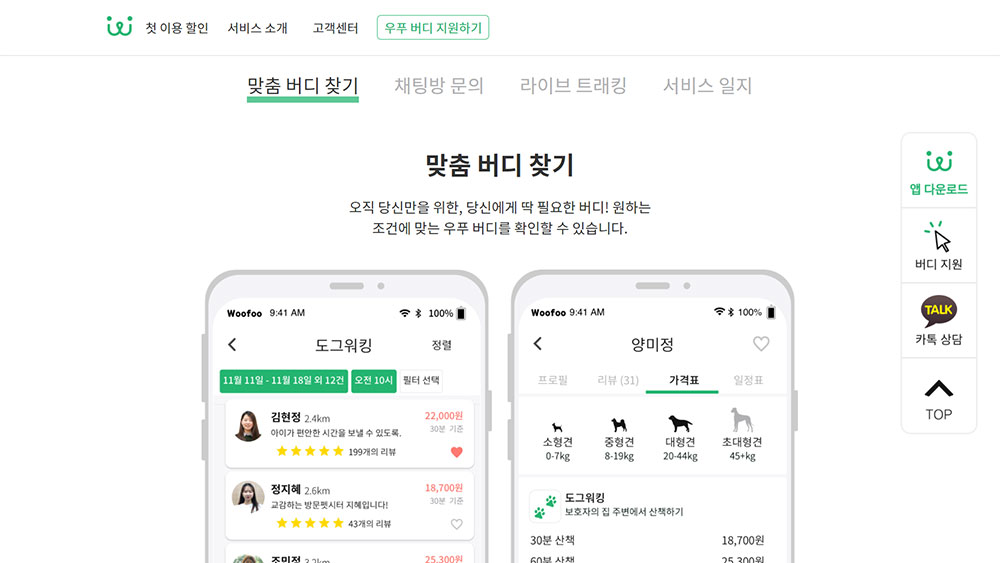 첫 이용 할인 서비스 소개 고객센터 우푸 버디 지원하기
맞춤 버디 찾기 채팅방 문의 라이브 트래킹 서비스 일지
맞춤 버디 찾기
오직 당신만을 위한, 당신에게 딱 필요한 버디! 원하는
조건에 맞는 우푸 버디를 확인할 수 있습니다.
앱 다운로드
버디 지원
TALK
카톡 상담
TOP
Woofoo 9:41 AM 100%
도그워킹 정렬
11월 11일 - 11월 18일 외 12건 오전 10시 필터 선택
김현정 2.4km 22,000원
아이가 편안한 시간을 보낼 수 있도록. 30분 기준
199개의 리뷰
정지혜 2.6km 18,700원
교감하는 방문펫시터 지혜입니다! 30분 기준
43개의 리뷰
조민정 3.2km 25,300원
Woofoo 9:41 AM 100%
양미정
프로필 리뷰 (31) 가격표 일정표
소형견 중형견 대형견 초대형견
0-7kg 8-19kg 20-44kg 45+kg
도그워킹
보호자의 집 주변에서 산책하기
30분 산책 18,700원
60분 산책 25,300원